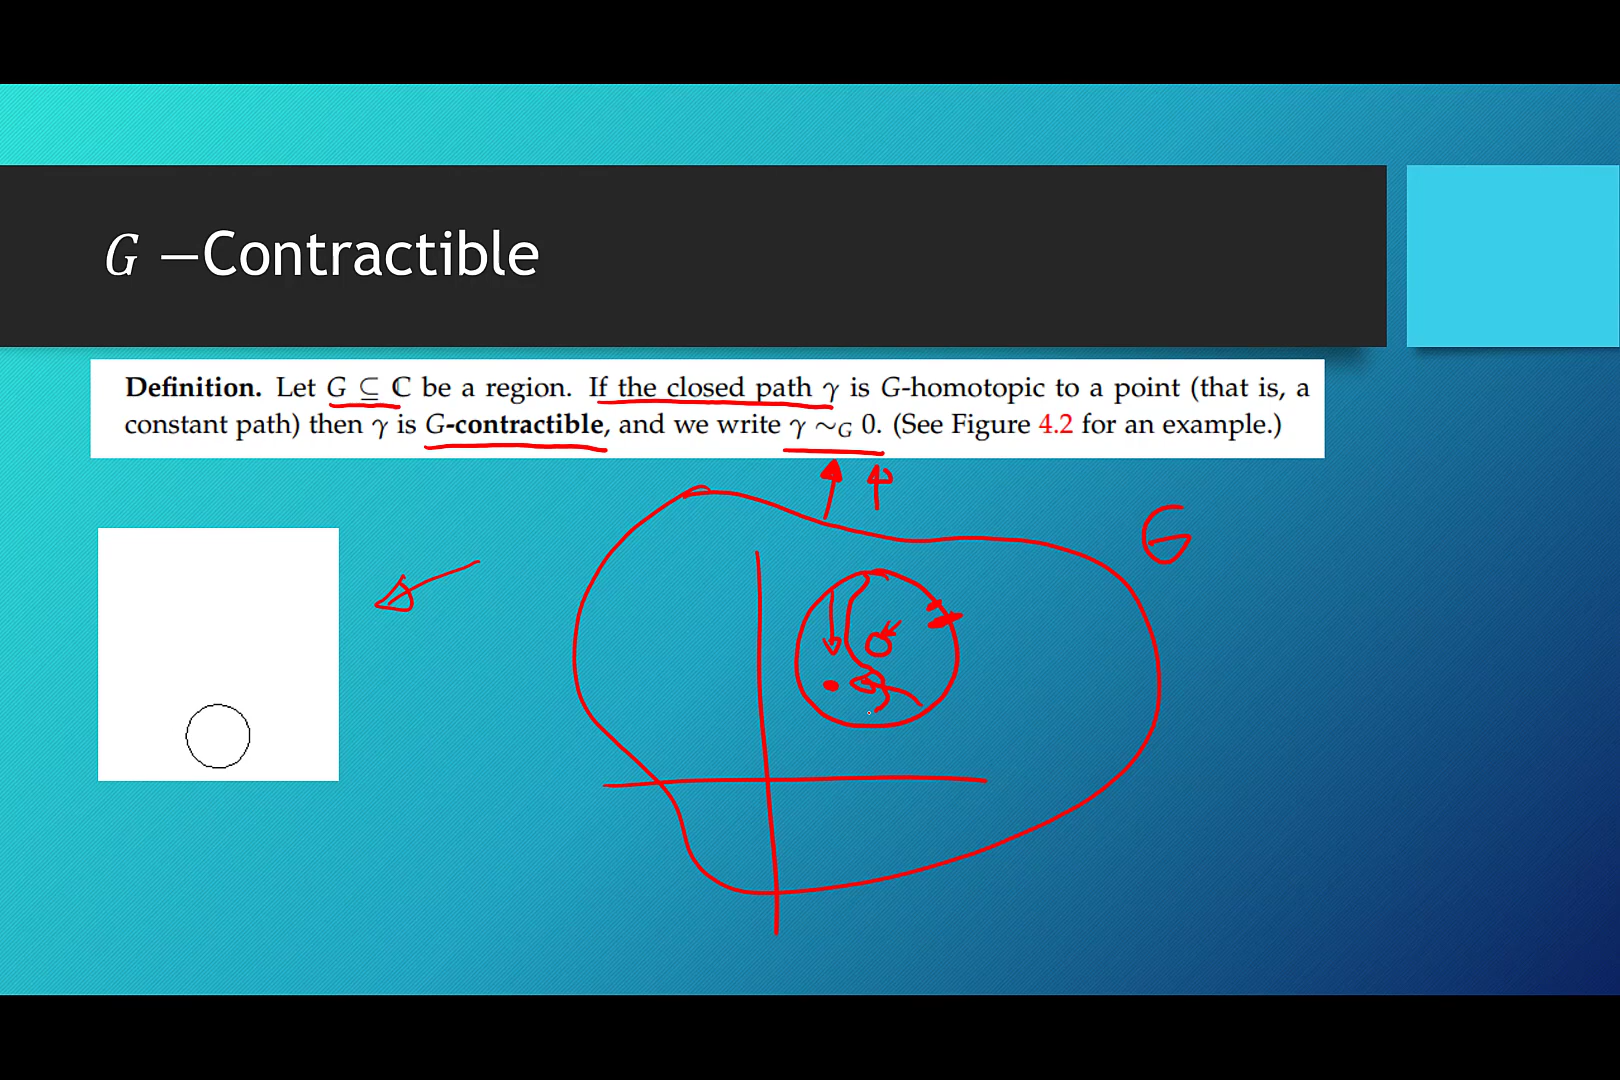 G −Contractible
Definition. Let G ⊆ ℂ be a region. If the closed path γ is G-homotopic to a point (that is, a
constant path) then γ is G-contractible, and we write γ ∼G 0. (See Figure 4.2 for an example.)
G